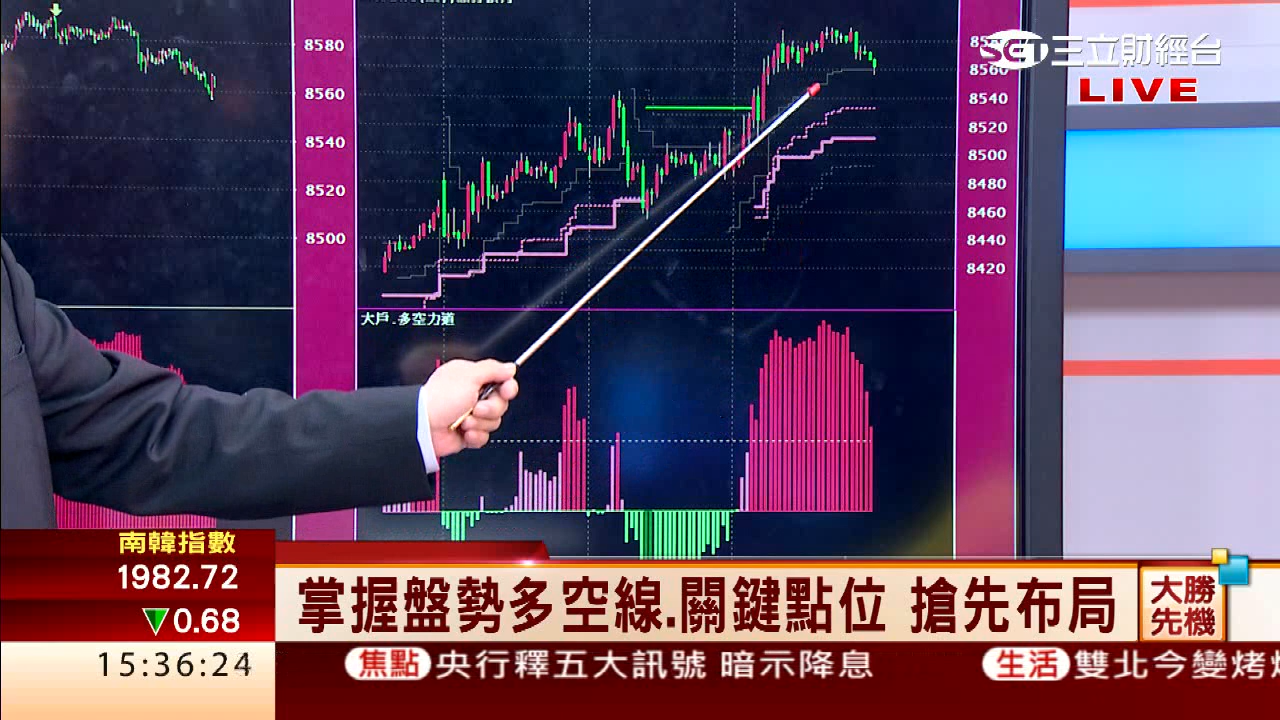 8580
8560
8540
8520
8500
8560
8540
8520
8500
8480
8460
8440
8420
三立財經台
LIVE
大戶_多空力道
南韓指數
1982.72
▼0.68
15:36:24
掌握盤勢多空線.關鍵點位 搶先布局
大勝
先機
焦點 央行釋五大訊號 暗示降息
生活 雙北今變烤